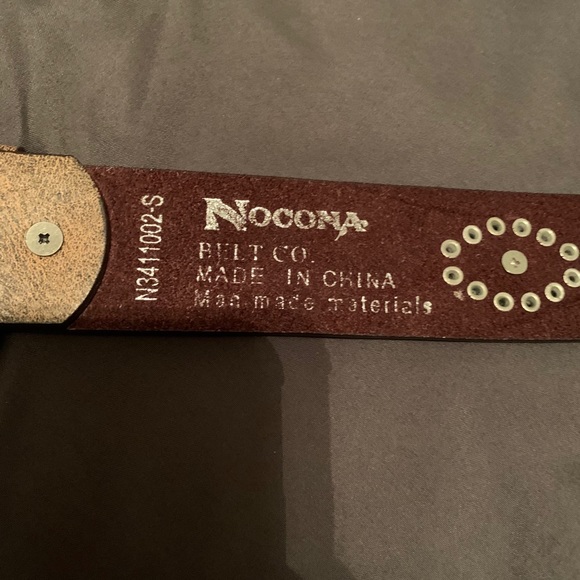 N3411002-S
NOCONA
BELT CO.
MADE IN CHINA
Man made materials